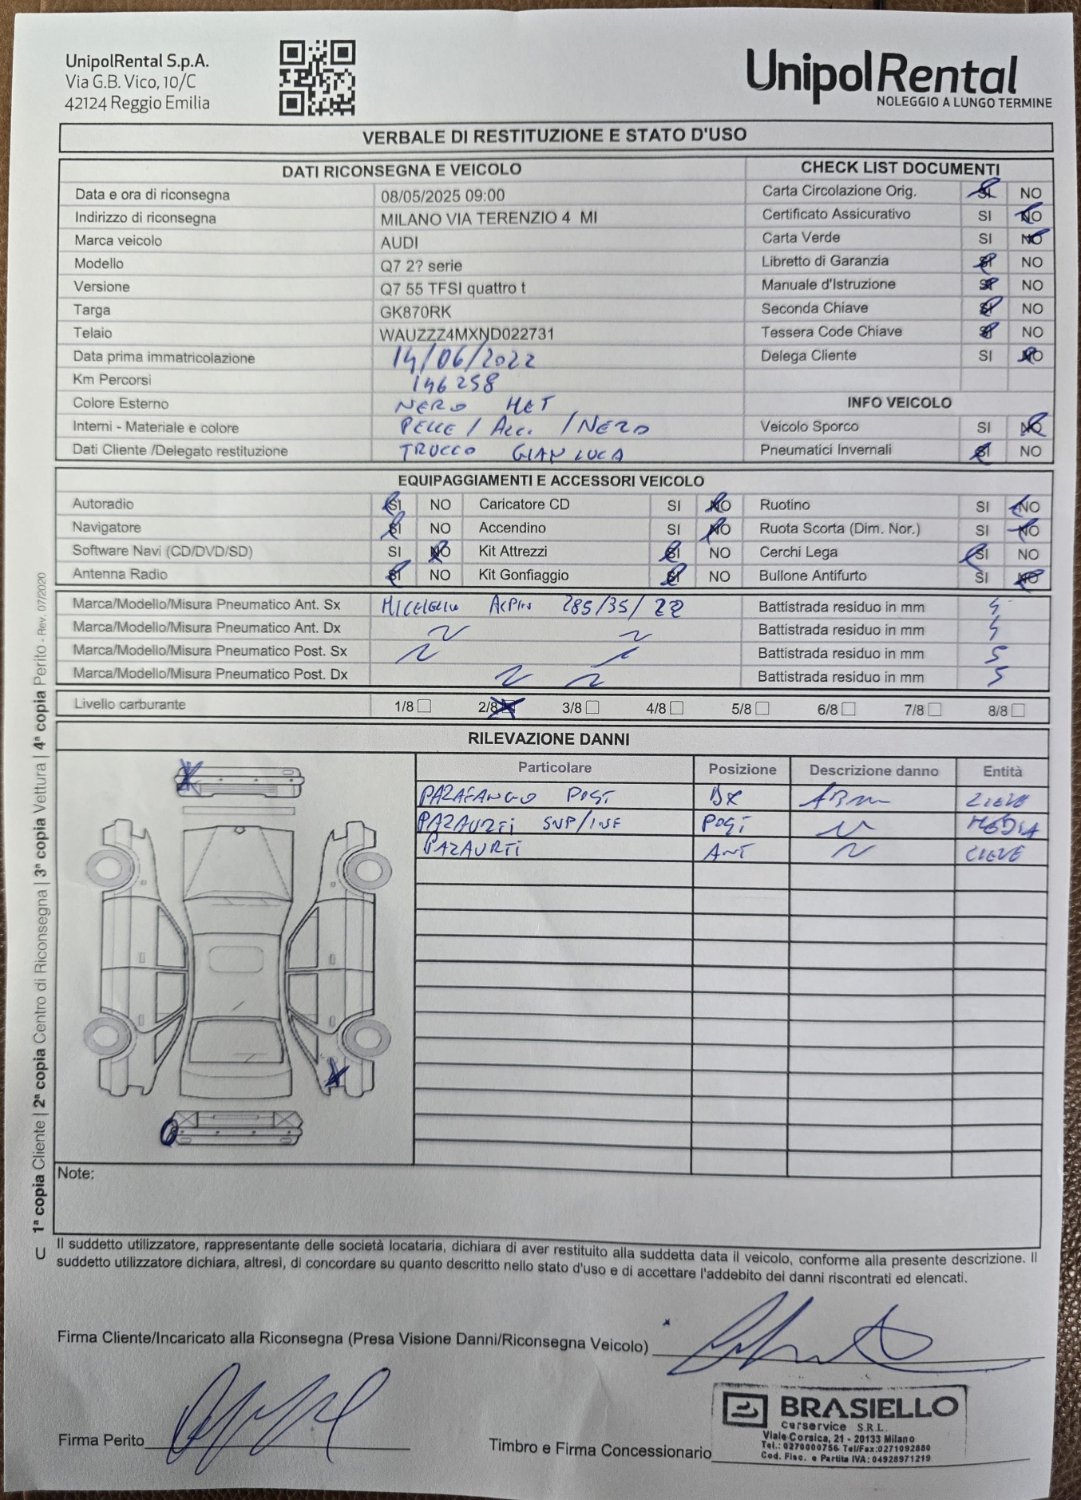 UnipolRental S.p.A.
Via G.B. Vico, 10/C
42124 Reggio Emilia
UnipolRental
NOLEGGIO A LUNGO TERMINE
VERBALE DI RESTITUZIONE E STATO D'USO
DATI RICONSEGNA E VEICOLO
Data e ora di riconsegna 08/05/2025 09:00
Indirizzo di riconsegna MILANO VIA TERENZIO 4 MI
Marca veicolo AUDI
Modello Q7 2? serie
Versione Q7 55 TFSI quattro t
Targa GK870RK
Telaio WAUZZZ4MXND022731
Data prima immatricolazione 14/06/2022
Km Percorsi 146258
Colore Esterno NERO MET
Interni - Materiale e colore PELLE / ALC. / NERO
Dati Cliente /Delegato restituzione TRUCCO GIAN LUCA
CHECK LIST DOCUMENTI
Carta Circolazione Orig. SI NO
Certificato Assicurativo SI NO
Carta Verde SI NO
Libretto di Garanzia SI NO
Manuale d'Istruzione SI NO
Seconda Chiave SI NO
Tessera Code Chiave SI NO
Delega Cliente SI NO
INFO VEICOLO
Veicolo Sporco SI NO
Pneumatici Invernali SI NO
EQUIPAGGIAMENTI E ACCESSORI VEICOLO
Autoradio SI NO Caricatore CD SI NO Ruotino SI NO
Navigatore SI NO Accendino SI NO Ruota Scorta (Dim. Nor.) SI NO
Software Navi (CD/DVD/SD) SI NO Kit Attrezzi SI NO Cerchi Lega SI NO
Antenna Radio SI NO Kit Gonfiaggio SI NO Bullone Antifurto SI NO
Marca/Modello/Misura Pneumatico Ant. Sx ALPIN 285/35/22 Battistrada residuo in mm
Marca/Modello/Misura Pneumatico Ant. Dx Battistrada residuo in mm
Marca/Modello/Misura Pneumatico Post. Sx Battistrada residuo in mm 5
Marca/Modello/Misura Pneumatico Post. Dx Battistrada residuo in mm 5
Livello carburante 1/8 2/8 3/8 4/8 5/8 6/8 7/8 8/8
RILEVAZIONE DANNI
Particolare Posizione Descrizione danno Entità
PARAFANGO POST DX LIEVE
PARAURTI SUP/INF POST MEDIA
PARAURTI ANT LIEVE
Note:
1ª copia Cliente | 2ª copia Centro di Riconsegna | 3ª copia Vettura | 4ª copia Perito - Rev. 07/2020
Il suddetto utilizzatore, rappresentante delle società locataria, dichiara di aver restituito alla suddetta data il veicolo, conforme alla presente descrizione. Il
suddetto utilizzatore dichiara, altresì, di concordare su quanto descritto nello stato d'uso e di accettare l'addebito dei danni riscontrati ed elencati.
Firma Cliente/Incaricato alla Riconsegna (Presa Visione Danni/Riconsegna Veicolo)
Firma Perito
Timbro e Firma Concessionario
BRASIELLO
Carservice S.R.L.
Viale Corsica, 21 - 20133 Milano
Tel.: 0270000756 Tel/Fax:0271092880
Cod. Fisc. e Partita IVA: 04928971219